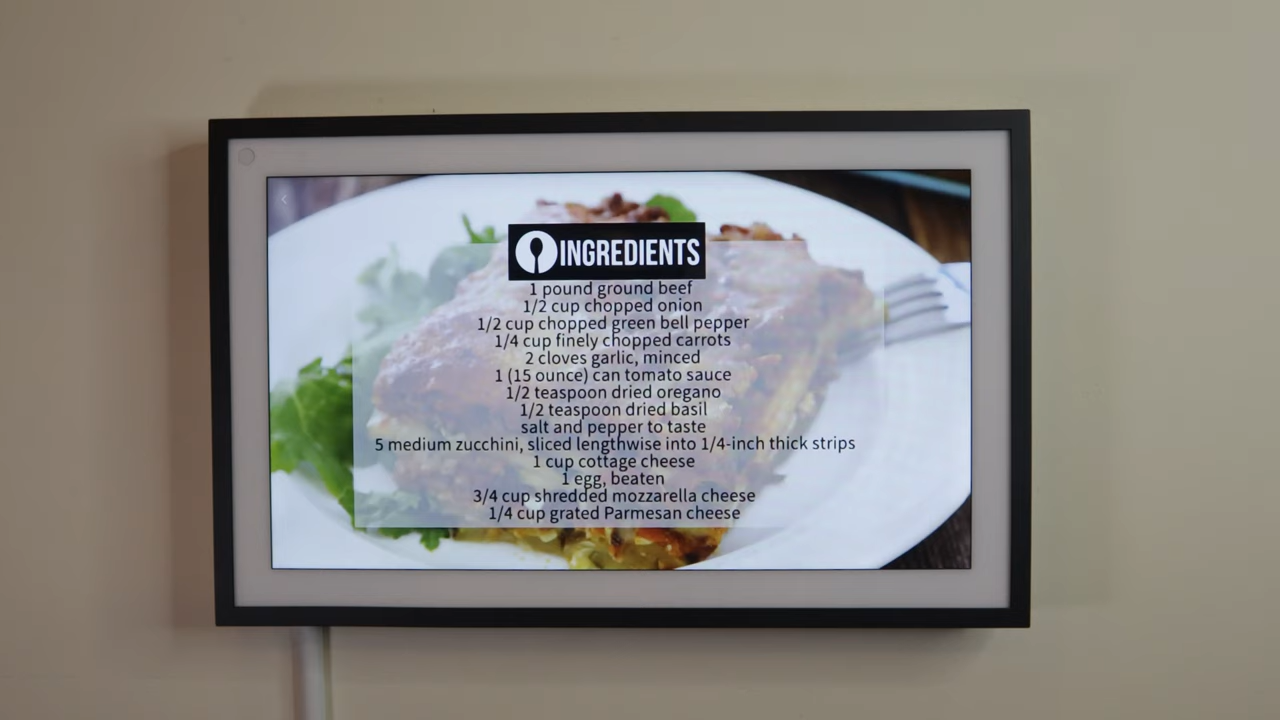 INGREDIENTS
1 pound ground beef
1/2 cup chopped onion
1/2 cup chopped green bell pepper
1/4 cup finely chopped carrots
2 cloves garlic, minced
1 (15 ounce) can tomato sauce
1/2 teaspoon dried oregano
1/2 teaspoon dried basil
salt and pepper to taste
5 medium zucchini, sliced lengthwise into 1/4-inch thick strips
1 cup cottage cheese
1 egg, beaten
3/4 cup shredded mozzarella cheese
1/4 cup grated Parmesan cheese